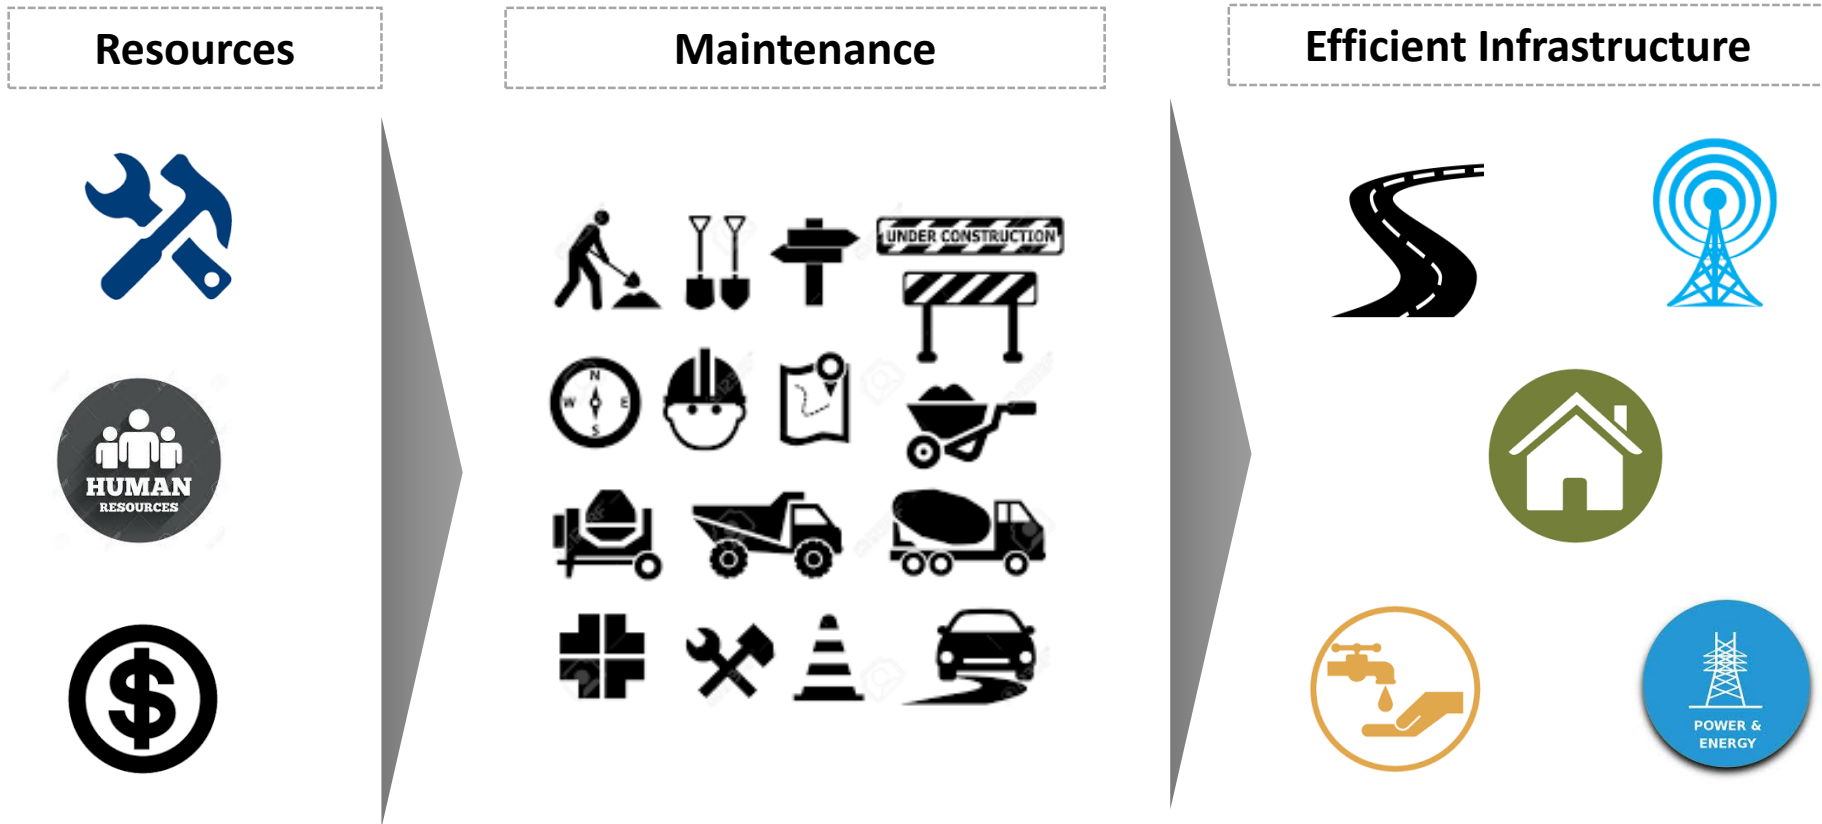 Resources
Maintenance
Efficient Infrastructure
UNDER CONSTRUCTION
N
W E
S
HUMAN
RESOURCES
$
POWER &
ENERGY